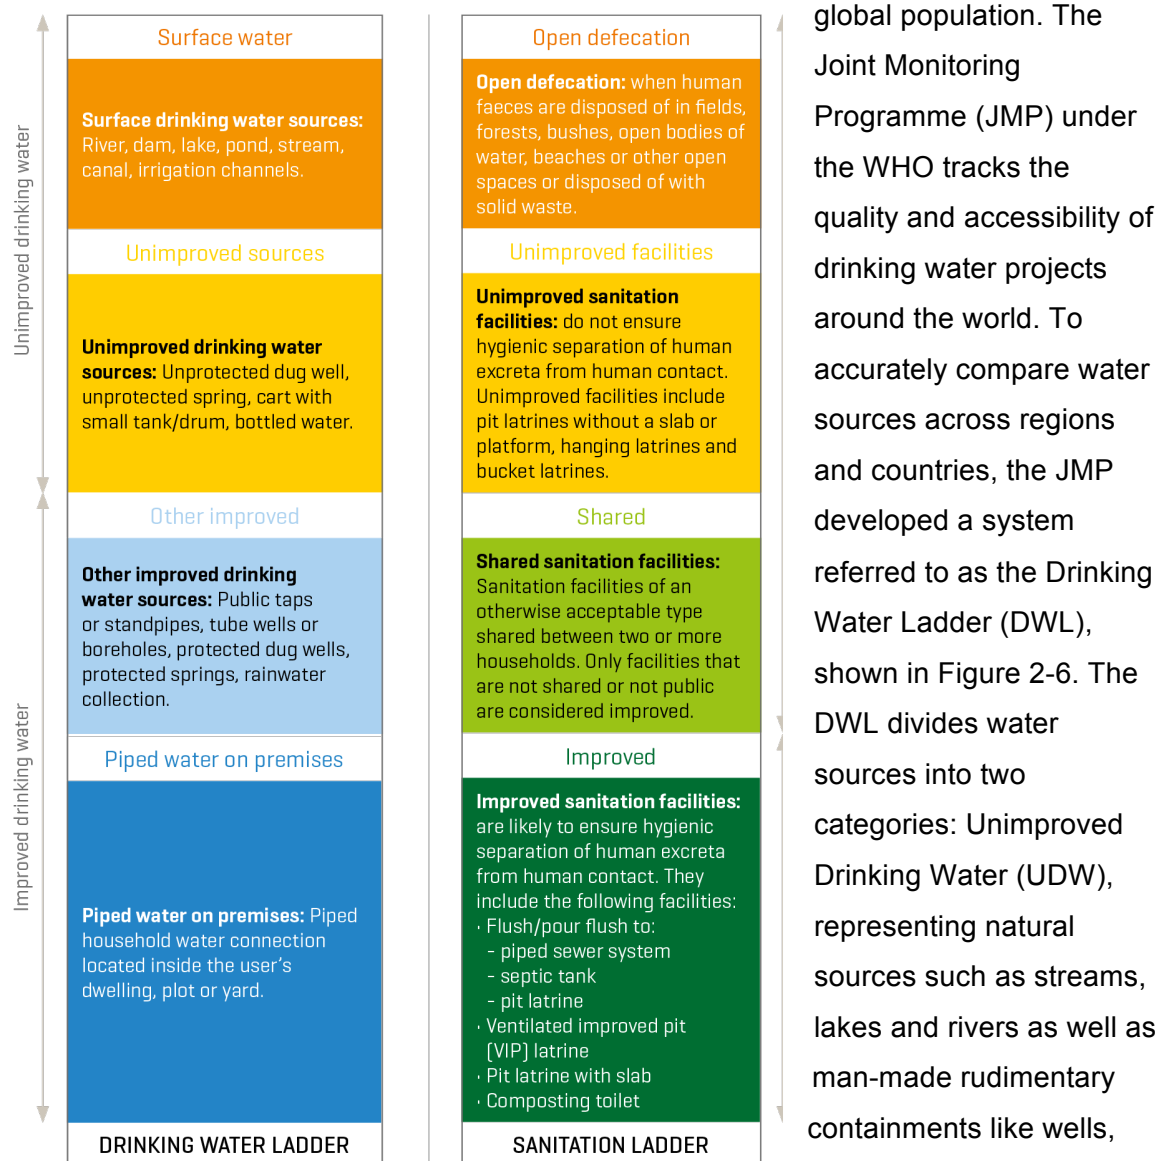 Unimproved drinking water
Improved drinking water
Surface water
Surface drinking water sources:
River, dam, lake, pond, stream,
canal, irrigation channels.
Unimproved sources
Unimproved drinking water
sources: Unprotected dug well,
unprotected spring, cart with
small tank/drum, bottled water.
Other improved
Other improved drinking
water sources: Public taps
or standpipes, tube wells or
boreholes, protected dug wells,
protected springs, rainwater
collection.
Piped water on premises
Piped water on premises: Piped
household water connection
located inside the user's
dwelling, plot or yard.
DRINKING WATER LADDER
Open defecation
Open defecation: when human
faeces are disposed of in fields,
forests, bushes, open bodies of
water, beaches or other open
spaces or disposed of with
solid waste.
Unimproved facilities
Unimproved sanitation
facilities: do not ensure
hygienic separation of human
excreta from human contact.
Unimproved facilities include
pit latrines without a slab or
platform, hanging latrines and
bucket latrines.
Shared
Shared sanitation facilities:
Sanitation facilities of an
otherwise acceptable type
shared between two or more
households. Only facilities that
are not shared or not public
are considered improved.
Improved
Improved sanitation facilities:
are likely to ensure hygienic
separation of human excreta
from human contact. They
include the following facilities:
· Flush/pour flush to:
– piped sewer system
– septic tank
– pit latrine
· Ventilated improved pit
(VIP) latrine
· Pit latrine with slab
· Composting toilet
SANITATION LADDER
global population. The
Joint Monitoring
Programme (JMP) under
the WHO tracks the
quality and accessibility of
drinking water projects
around the world. To
accurately compare water
sources across regions
and countries, the JMP
developed a system
referred to as the Drinking
Water Ladder (DWL),
shown in Figure 2-6. The
DWL divides water
sources into two
categories: Unimproved
Drinking Water (UDW),
representing natural
sources such as streams,
lakes and rivers as well as
man-made rudimentary
containments like wells,